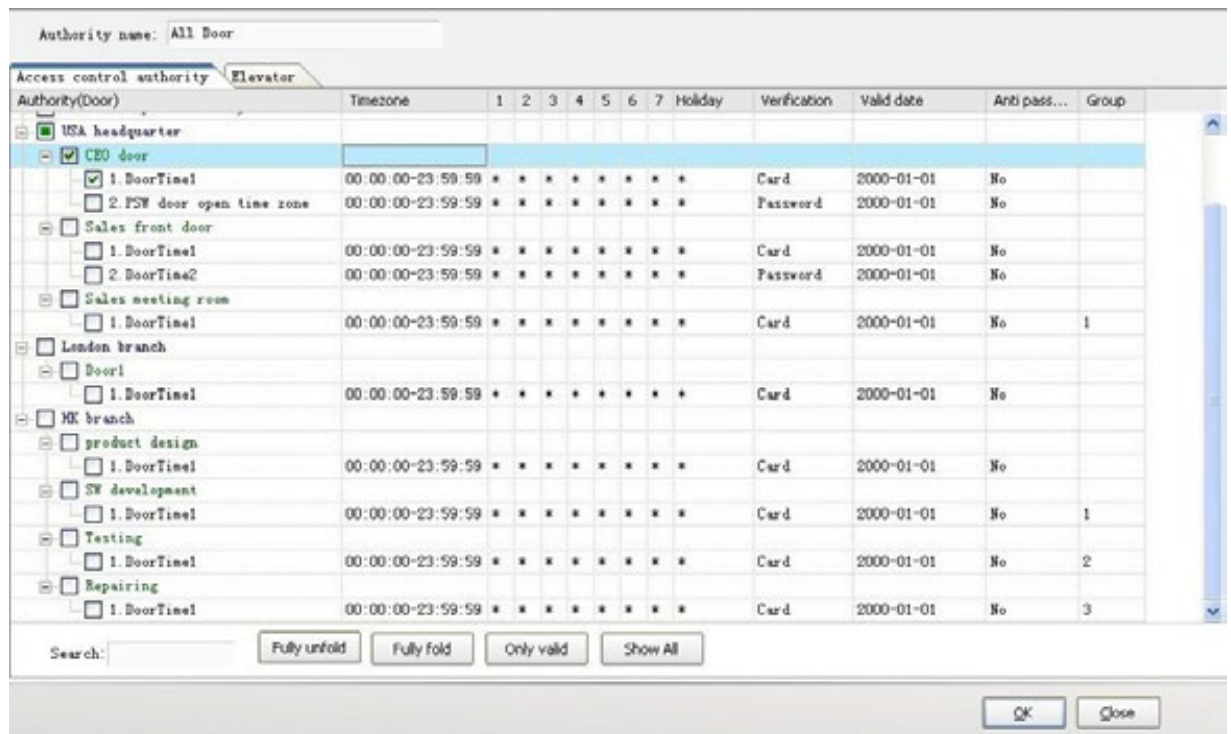 Authority name: All Door
Access control authority Elevator
Authority(Door) Timezone 1 2 3 4 5 6 7 Holiday Verification Valid date Anti pass... Group
USA headquarter
CEO door
1.DoorTime1 00:00:00-23:59:59 * * * * * * * * Card 2000-01-01 No
2.PSW door open time zone 00:00:00-23:59:59 * * * * * * * * Password 2000-01-01 No
Sales front door
1.DoorTime1 00:00:00-23:59:59 * * * * * * * * Card 2000-01-01 No
2.DoorTime2 00:00:00-23:59:59 * * * * * * * * Password 2000-01-01 No
Sales meeting room
1.DoorTime1 00:00:00-23:59:59 * * * * * * * * Card 2000-01-01 No 1
London branch
Door1
1.DoorTime1 00:00:00-23:59:59 * * * * * * * * Card 2000-01-01 No
HK branch
product design
1.DoorTime1 00:00:00-23:59:59 * * * * * * * * Card 2000-01-01 No
SW development
1.DoorTime1 00:00:00-23:59:59 * * * * * * * * Card 2000-01-01 No 1
Testing
1.DoorTime1 00:00:00-23:59:59 * * * * * * * * Card 2000-01-01 No 2
Repairing
1.DoorTime1 00:00:00-23:59:59 * * * * * * * * Card 2000-01-01 No 3
Search: Fully unfold Fully fold Only valid Show All
OK Close